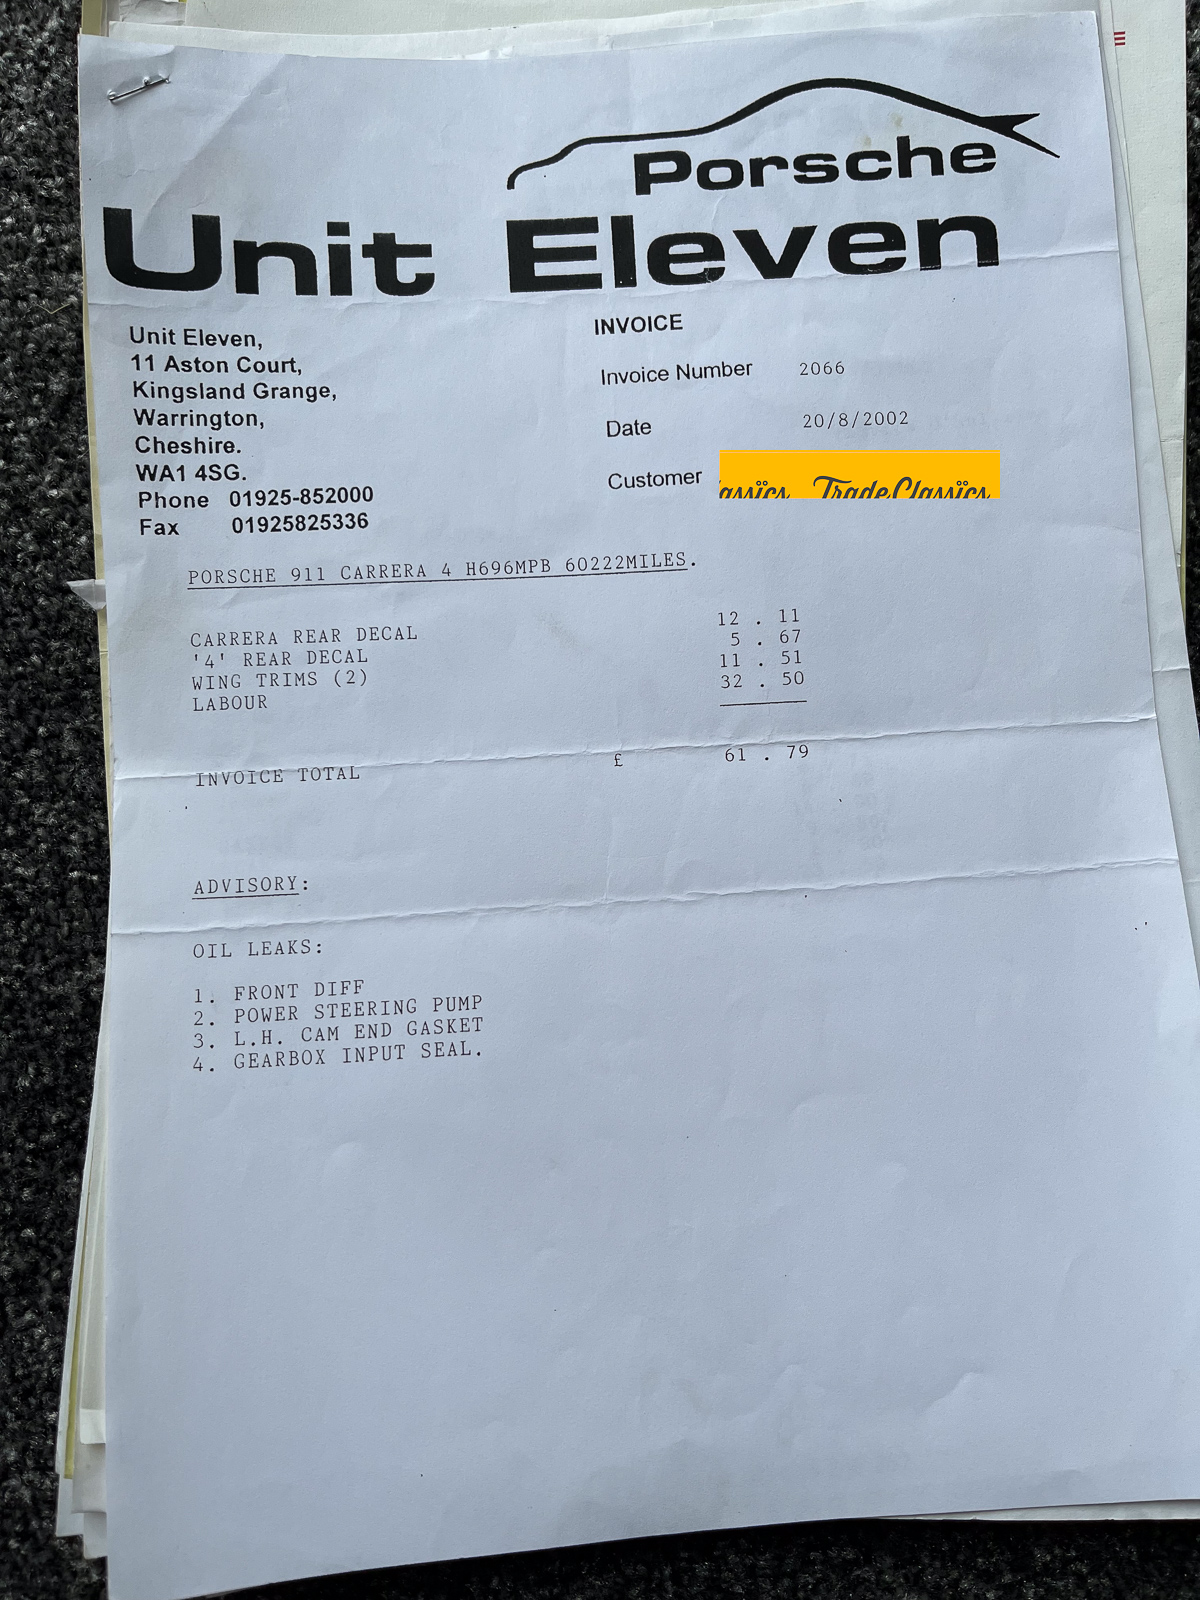 Porsche
Unit Eleven
Unit Eleven,
11 Aston Court,
Kingsland Grange,
Warrington,
Cheshire.
WA1 4SG.
Phone 01925-852000
Fax 01925825336
INVOICE
Invoice Number 2066
Date 20/8/2002
Customer
Classics TradeClassics
PORSCHE 911 CARRERA 4 H696MPB 60222MILES.
CARRERA REAR DECAL 12 . 11
'4' REAR DECAL 5 . 67
WING TRIMS (2) 11 . 51
LABOUR 32 . 50
INVOICE TOTAL £ 61 . 79
ADVISORY:
OIL LEAKS:
1. FRONT DIFF
2. POWER STEERING PUMP
3. L.H. CAM END GASKET
4. GEARBOX INPUT SEAL.